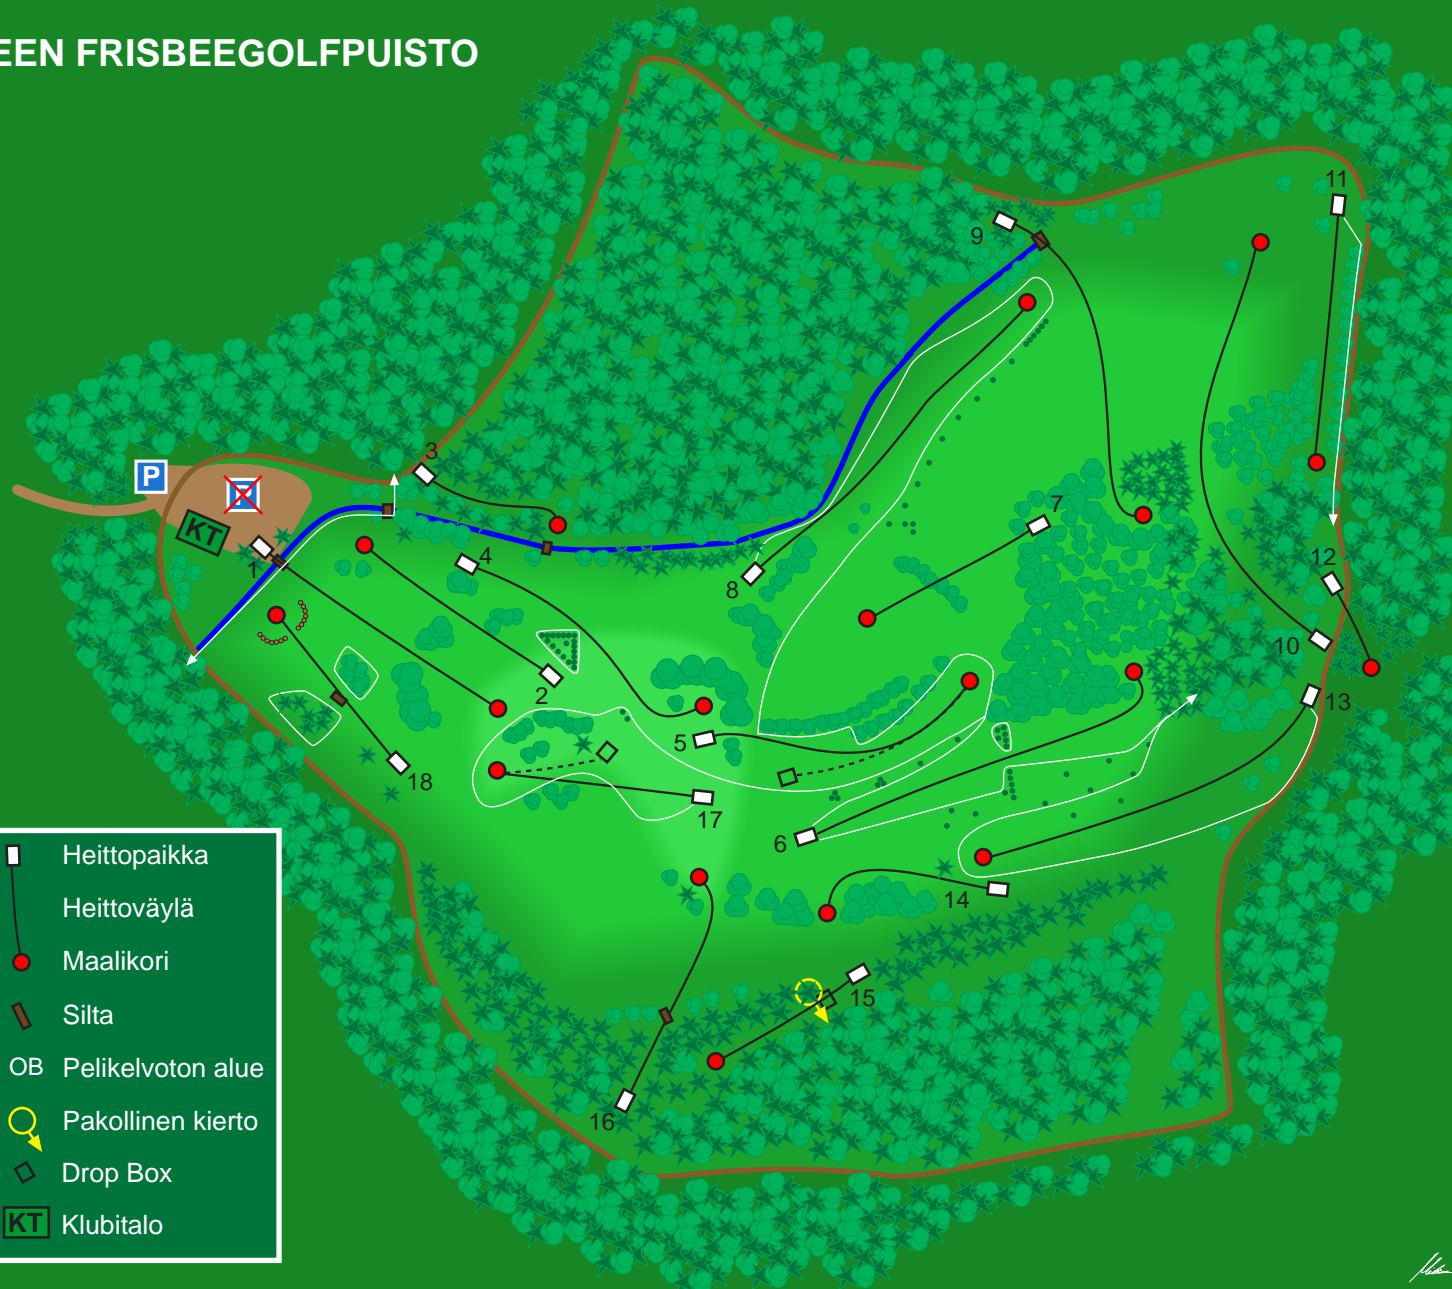 EEN FRISBEEGOLFPUISTO
11
9
3
P
P
KT
7
4
1
8
12
10
2
13
5
18
17
6
14
15
16
Heittopaikka
Heittoväylä
Maalikori
Silta
OB Pelikelvoton alue
Pakollinen kierto
Drop Box
KT Klubitalo